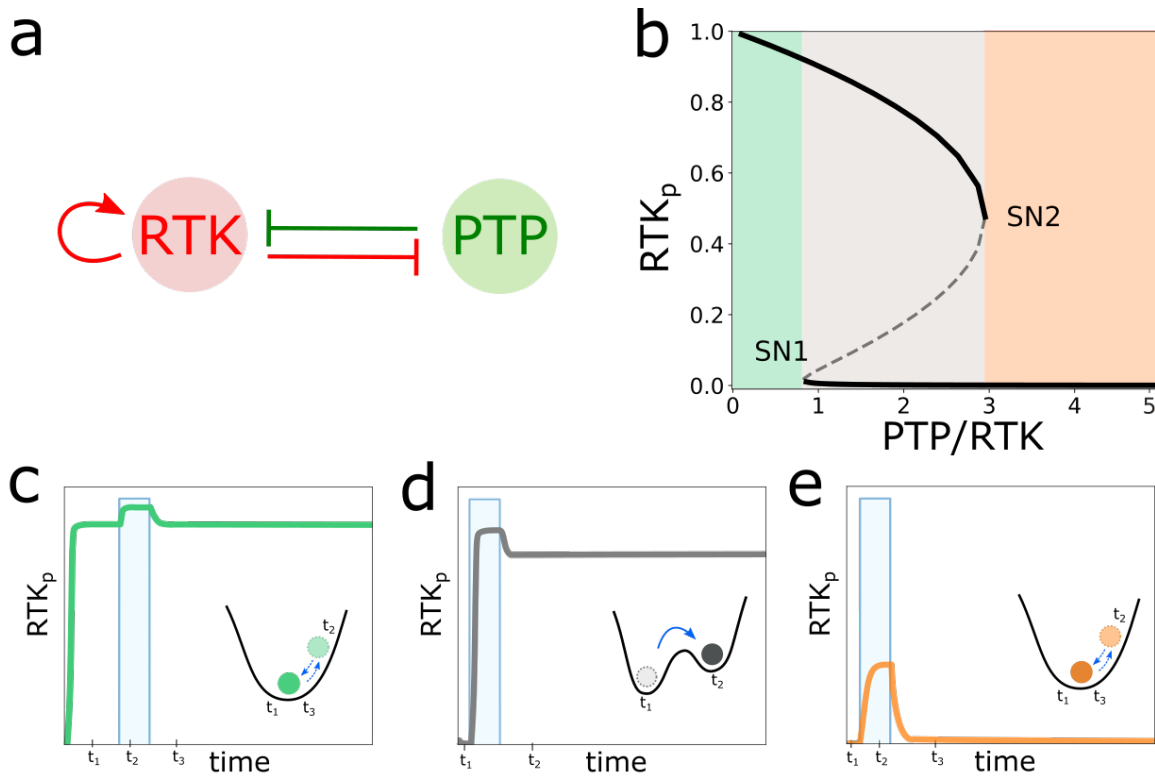 a
RTK
PTP
b
RTKp
1.0
0.8
0.6
0.4
0.2
0.0
SN1
SN2
0 1 2 3 4 5
PTP/RTK
c
RTKp
t2
t1 t3
t1 t2 t3
time
d
RTKp
t1 t2
t1 t2
time
e
RTKp
t2
t1 t3
t1 t2 t3
time